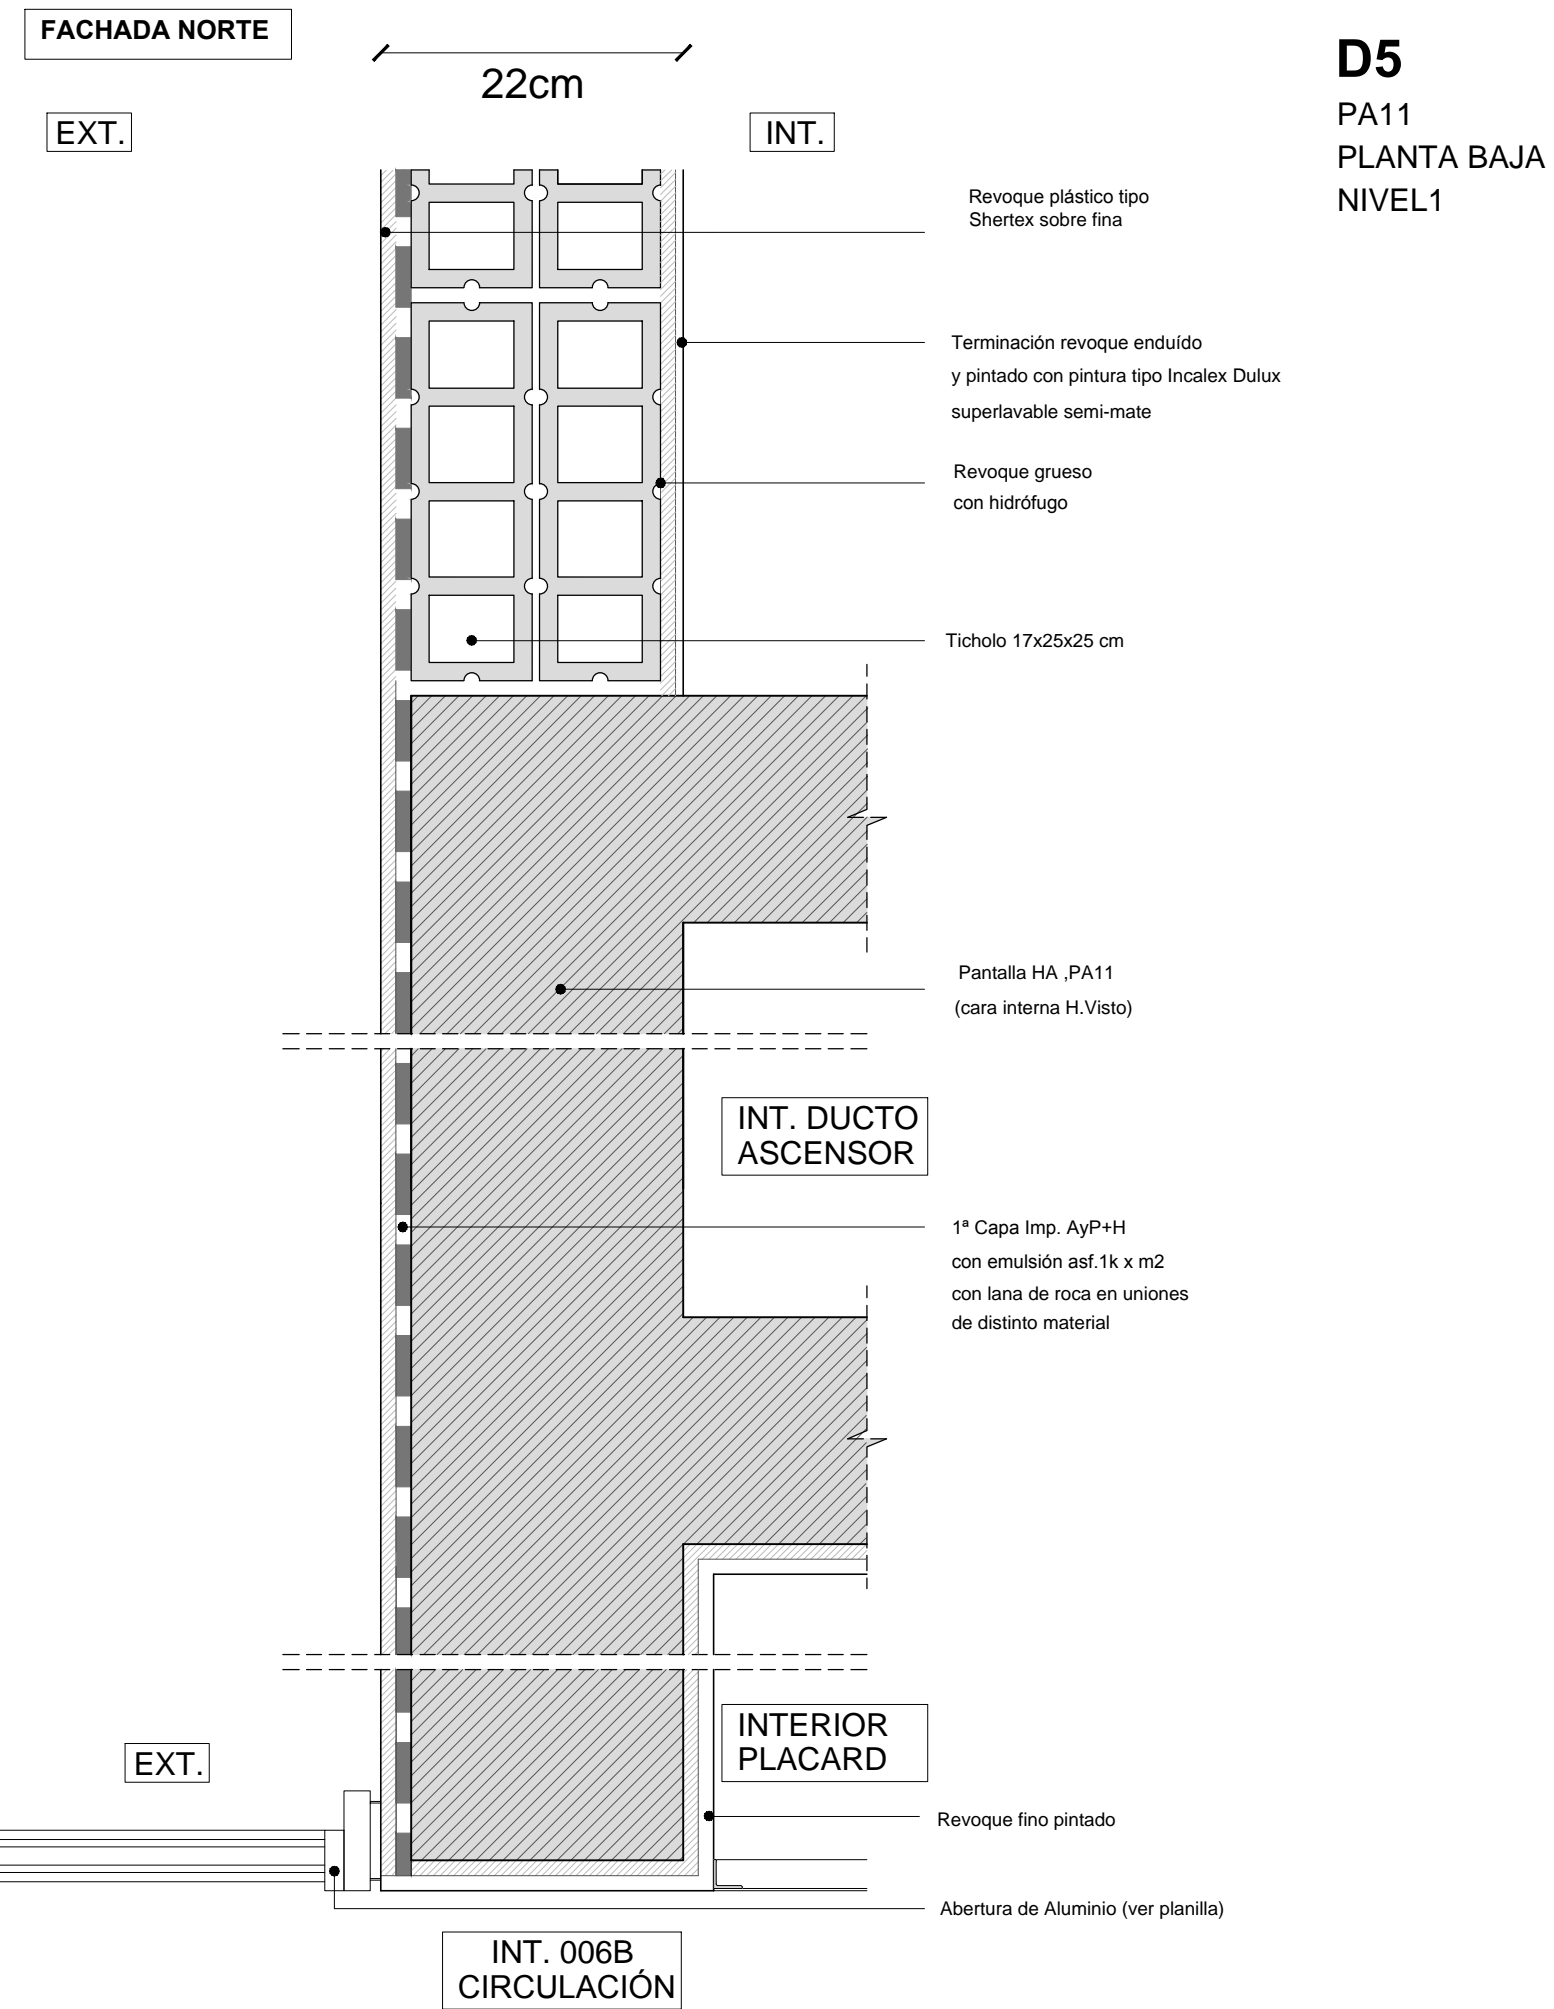 FACHADA NORTE
22cm
EXT.
INT.
D5
PA11
PLANTA BAJA
NIVEL1
Revoque plástico tipo
Shertex sobre fina
Terminación revoque enduído
y pintado con pintura tipo Incalex Dulux
superlavable semi-mate
Revoque grueso
con hidrófugo
Ticholo 17x25x25 cm
Pantalla HA ,PA11
(cara interna H.Visto)
INT. DUCTO
ASCENSOR
1ª Capa Imp. AyP+H
con emulsión asf.1k x m2
con lana de roca en uniones
de distinto material
INTERIOR
PLACARD
EXT.
Revoque fino pintado
Abertura de Aluminio (ver planilla)
INT. 006B
CIRCULACIÓN